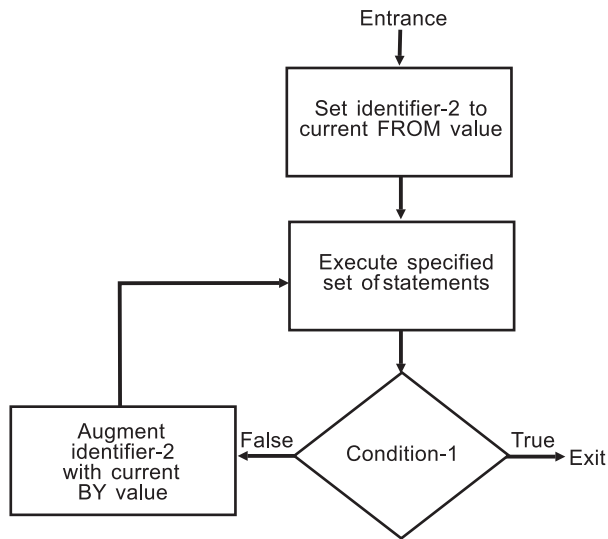 Entrance
Set identifier-2 to
current FROM value
Execute specified
set of statements
Augment
identifier-2
with current
BY value
False
Condition-1
True
Exit